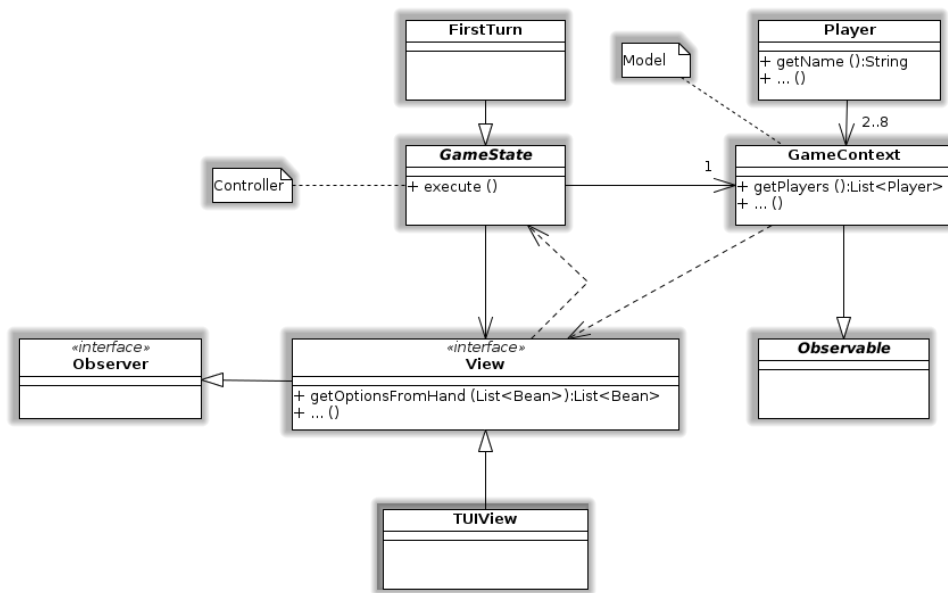 FirstTurn
Player
+ getName ():String
+ ... ()
Model
2..8
GameState
+ execute ()
1
GameContext
+ getPlayers ():List<Player>
+ ... ()
Controller
«interface»
Observer
«interface»
View
+ getOptionsFromHand (List<Bean>):List<Bean>
+ ... ()
Observable
TUIView